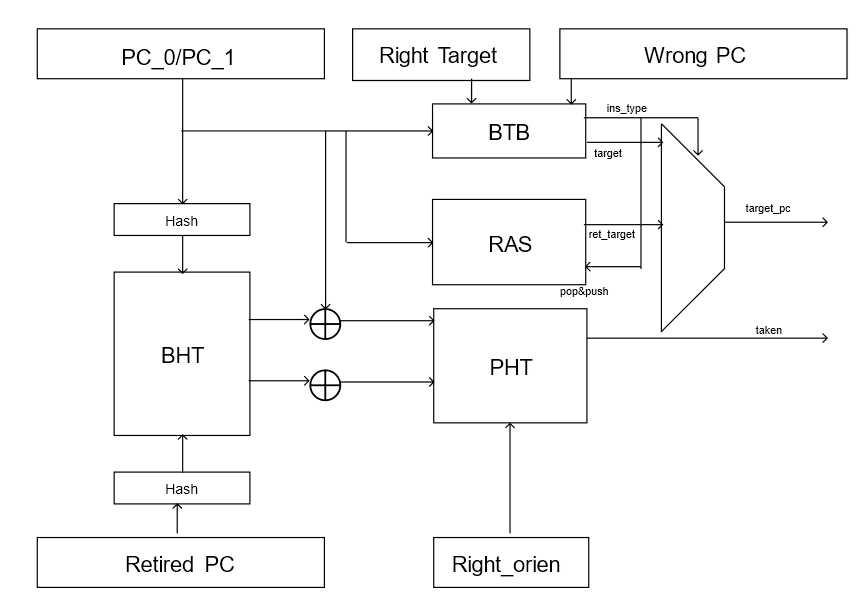 PC_0/PC_1
Right Target
Wrong PC
BTB
ins_type
target
Hash
RAS
ret_target
target_pc
pop&push
BHT
PHT
taken
Hash
Retired PC
Right_orien